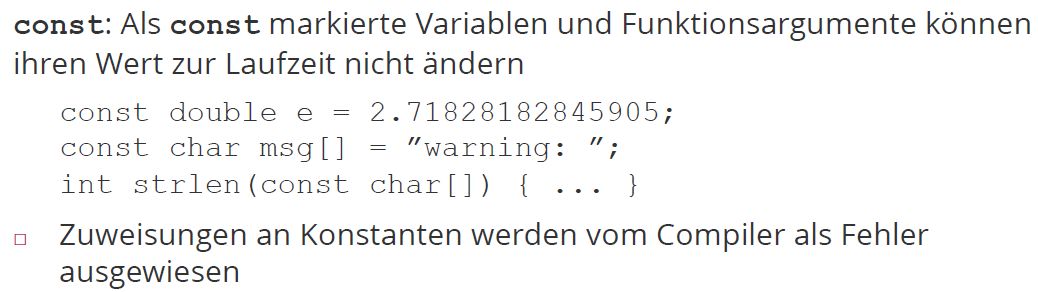 const: Als const markierte Variablen und Funktionsargumente können
ihren Wert zur Laufzeit nicht ändern
const double e = 2.71828182845905;
const char msg[] = ”warning: ”;
int strlen(const char[]) { ... }
□ Zuweisungen an Konstanten werden vom Compiler als Fehler
ausgewiesen